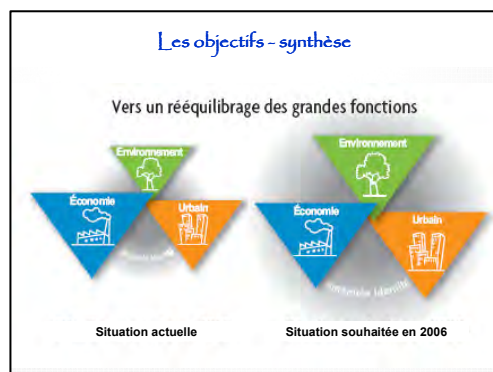 Les objectifs - synthèse
Vers un rééquilibrage des grandes fonctions
Environnement
Économie
Urbain
Situation actuelle
Environnement
Économie
Urbain
identité
Situation souhaitée en 2006